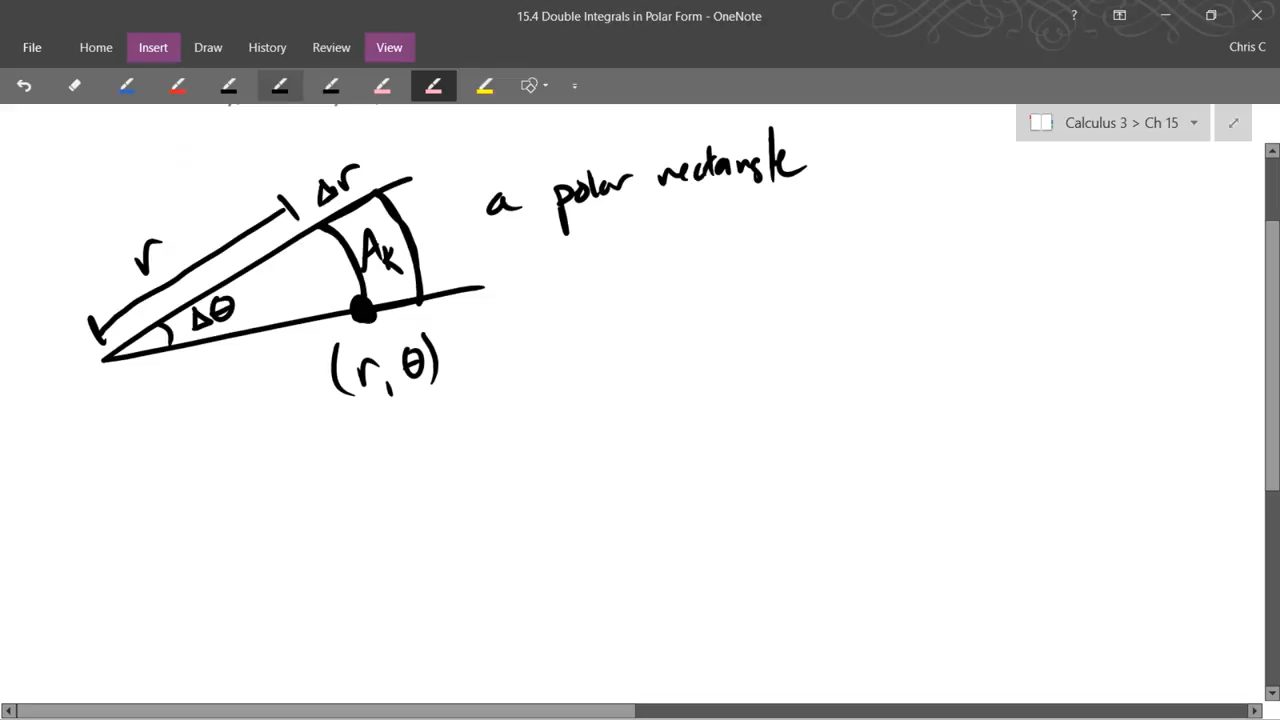 15.4 Double Integrals in Polar Form - OneNote
?
File Home Insert Draw History Review View
Chris C
Calculus 3 > Ch 15
a polar rectangle
Δr
r
A_k
Δθ
(r, θ)